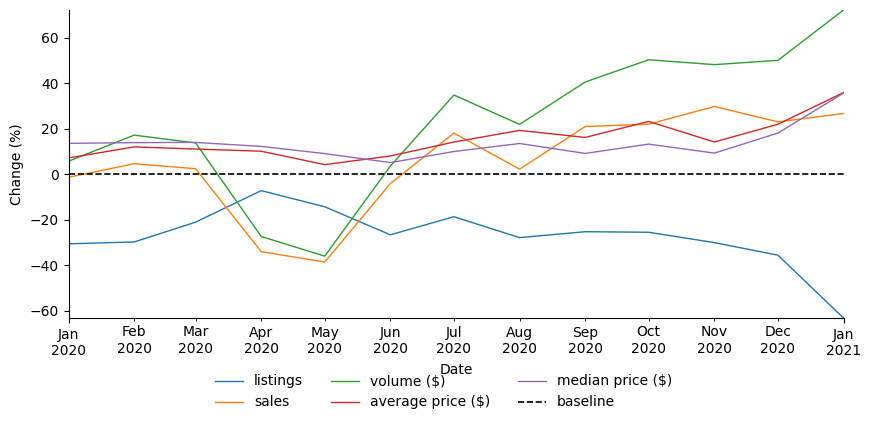 60
40
20
0
−20
−40
−60
Change (%)
Jan Feb Mar Apr May Jun Jul Aug Sep Oct Nov Dec Jan
2020 2020 2020 2020 2020 2020 2020 2020 2020 2020 2020 2020 2021
Date
listings volume ($) median price ($)
sales average price ($) baseline